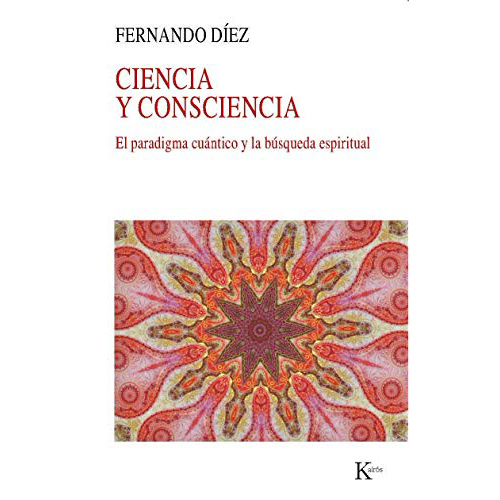 FERNANDO DÍEZ
CIENCIA
Y CONSCIENCIA
El paradigma cuántico y la búsqueda espiritual
Kairós